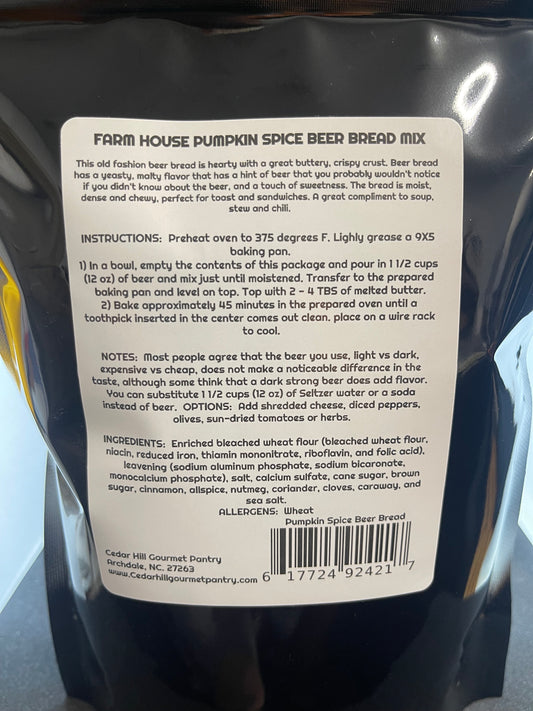 FARM HOUSE PUMPKIN SPICE BEER BREAD MIX
This old fashion beer bread is hearty with a great buttery, crispy crust. Beer bread
has a yeasty, malty flavor that has a hint of beer that you probably wouldn't notice
if you didn't know about the beer, and a touch of sweetness. The bread is moist,
dense and chewy, perfect for toast and sandwiches. A great compliment to soup,
stew and chili.
INSTRUCTIONS: Preheat oven to 375 degrees F. Lighly grease a 9X5
baking pan.
1) In a bowl, empty the contents of this package and pour in 1 1/2 cups
(12 oz) of beer and mix just until moistened. Transfer to the prepared
baking pan and level on top. Top with 2 - 4 TBS of melted butter.
2) Bake approximately 45 minutes in the prepared oven until a
toothpick inserted in the center comes out clean. place on a wire rack
to cool.
NOTES: Most people agree that the beer you use, light vs dark,
expensive vs cheap, does not make a noticeable difference in the
taste, although some think that a dark strong beer does add flavor.
You can substitute 1 1/2 cups (12 oz) of Seltzer water or a soda
instead of beer. OPTIONS: Add shredded cheese, diced peppers,
olives, sun-dried tomatoes or herbs.
INGREDIENTS: Enriched bleached wheat flour (bleached wheat flour,
niacin, reduced iron, thiamin mononitrate, riboflavin, and folic acid),
leavening (sodium aluminum phosphate, sodium bicaronate,
monocalcium phosphate), salt, calcium sulfate, cane sugar, brown
sugar, cinnamon, allspice, nutmeg, coriander, cloves, caraway, and
sea salt.
ALLERGENS: Wheat
Pumpkin Spice Beer Bread
Cedar Hill Gourmet Pantry
Archdale, NC. 27263
www.Cedarhillgourmetpantry.com
6 17724 92421 7